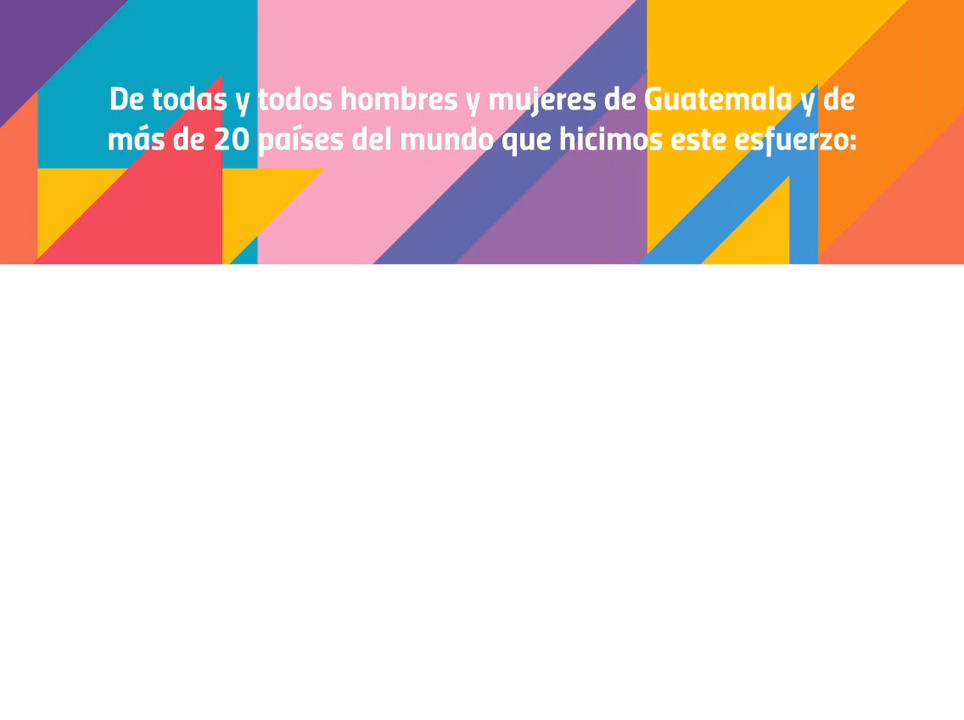 De todas y todos hombres y mujeres de Guatemala y de
más de 20 países del mundo que hicimos este esfuerzo: